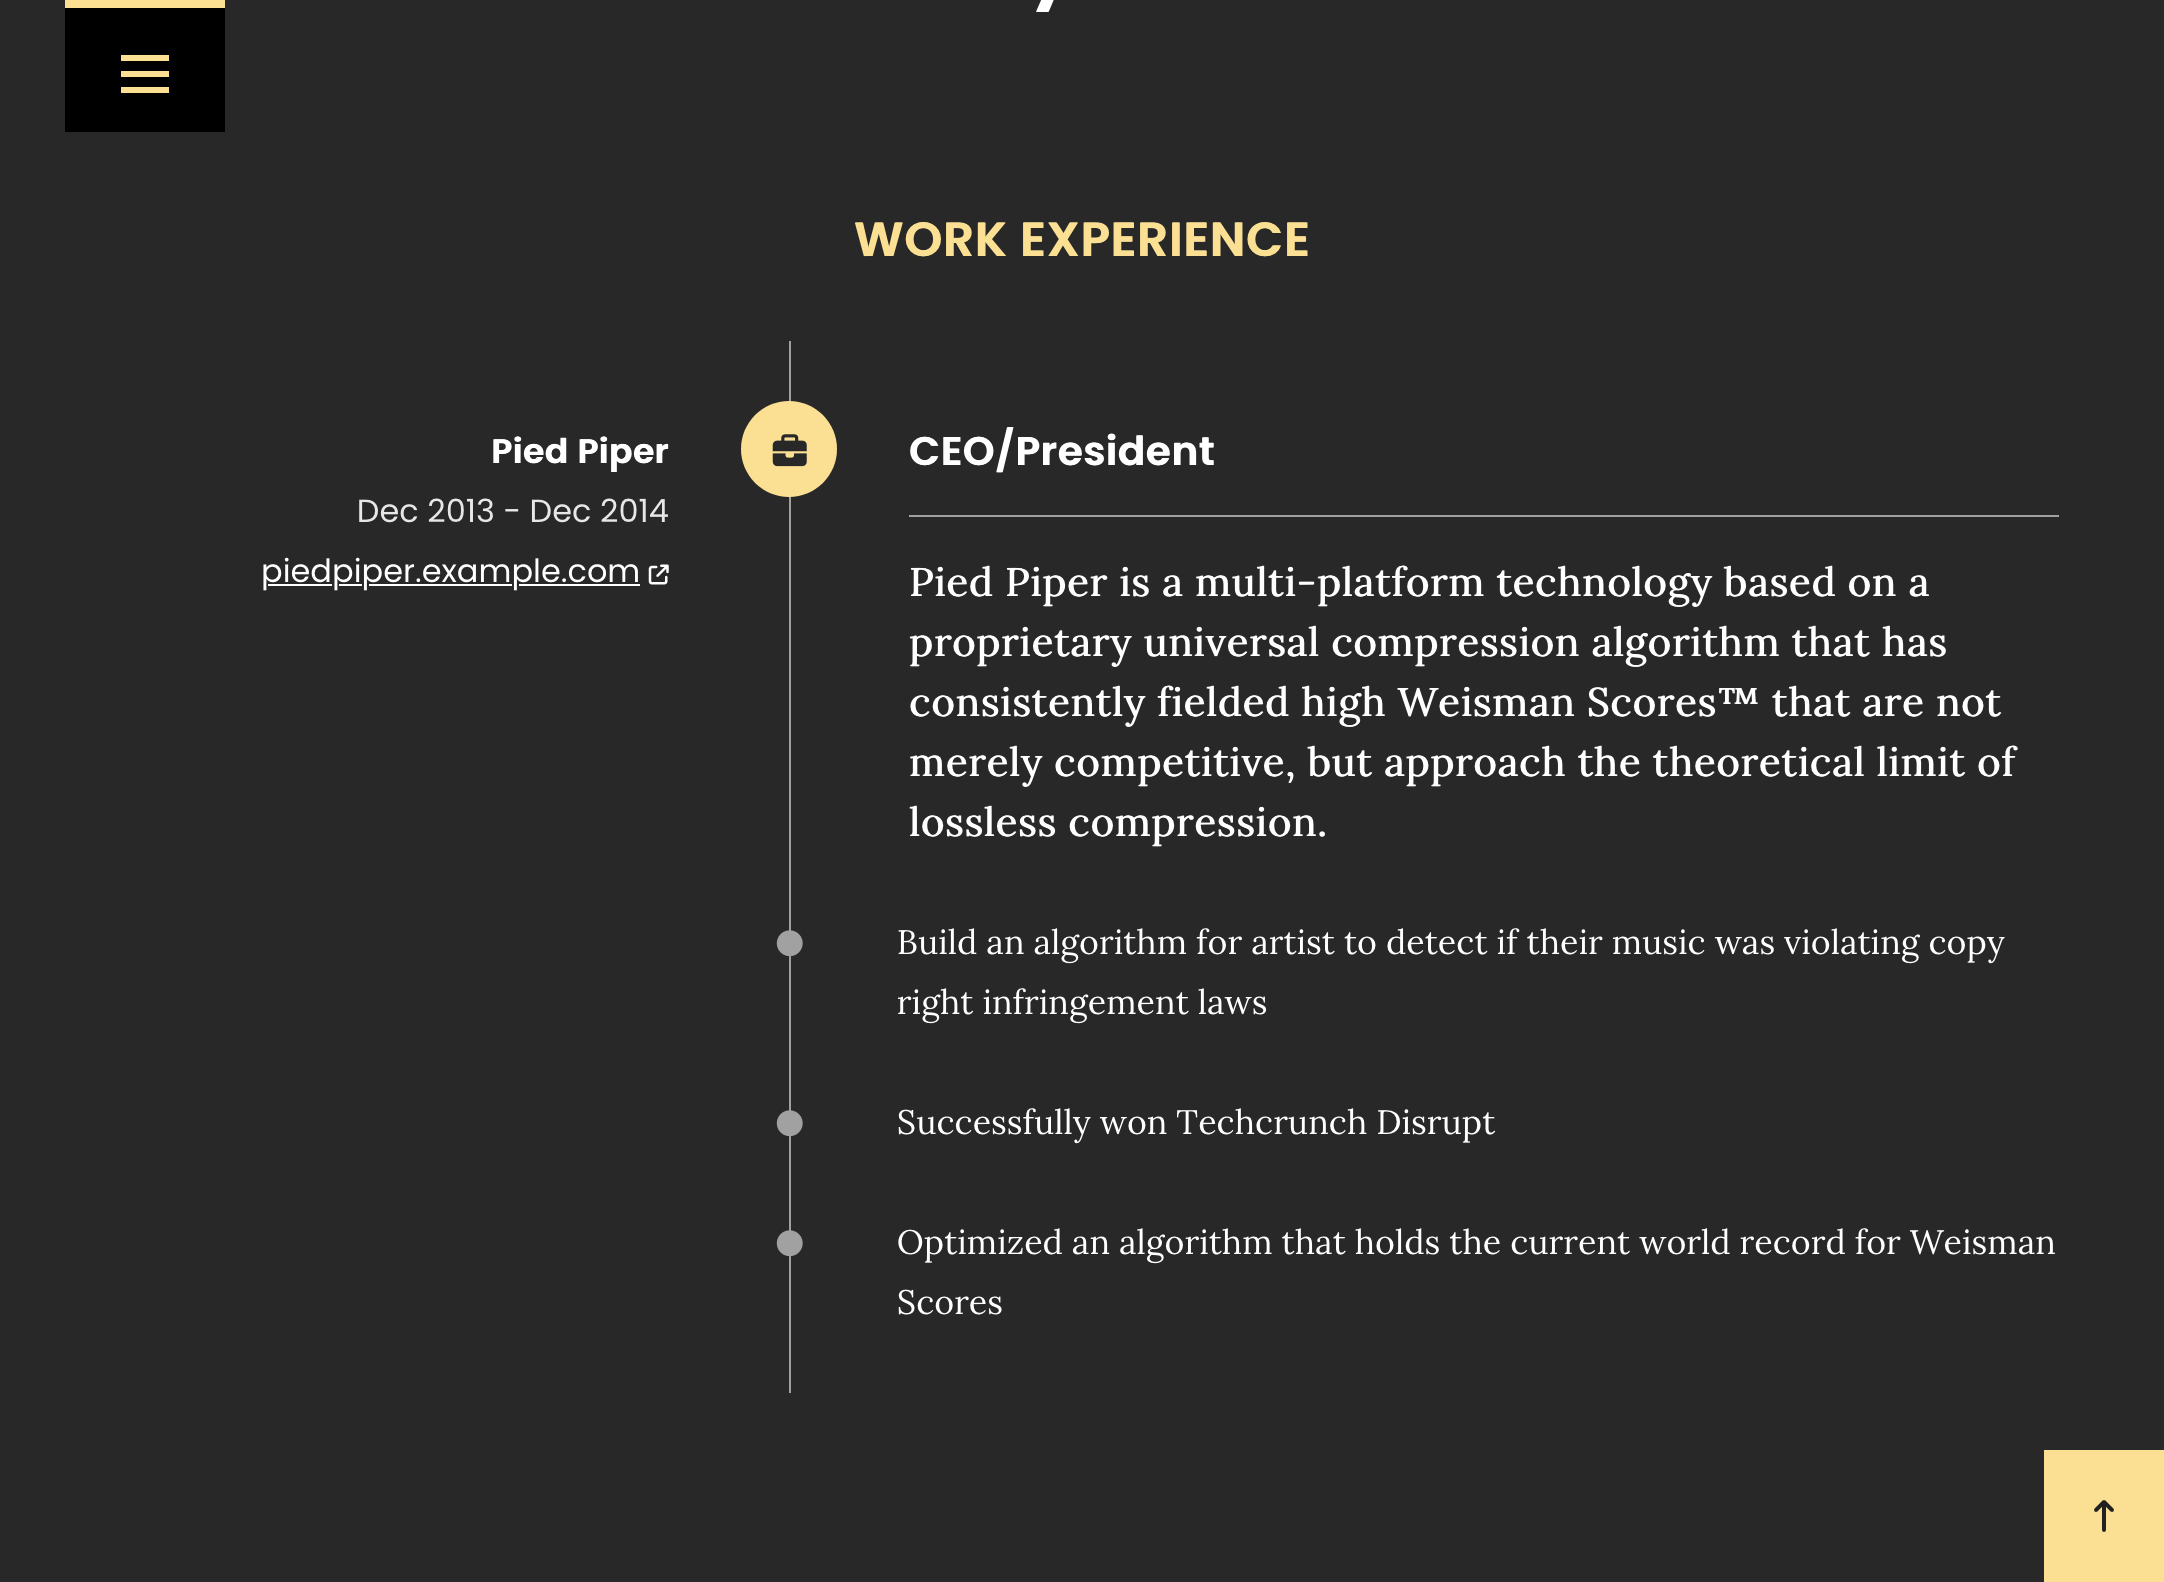 WORK EXPERIENCE
Pied Piper
Dec 2013 - Dec 2014
piedpiper.example.com
CEO/President
Pied Piper is a multi-platform technology based on a
proprietary universal compression algorithm that has
consistently fielded high Weisman Scores™ that are not
merely competitive, but approach the theoretical limit of
lossless compression.
Build an algorithm for artist to detect if their music was violating copy
right infringement laws
Successfully won Techcrunch Disrupt
Optimized an algorithm that holds the current world record for Weisman
Scores